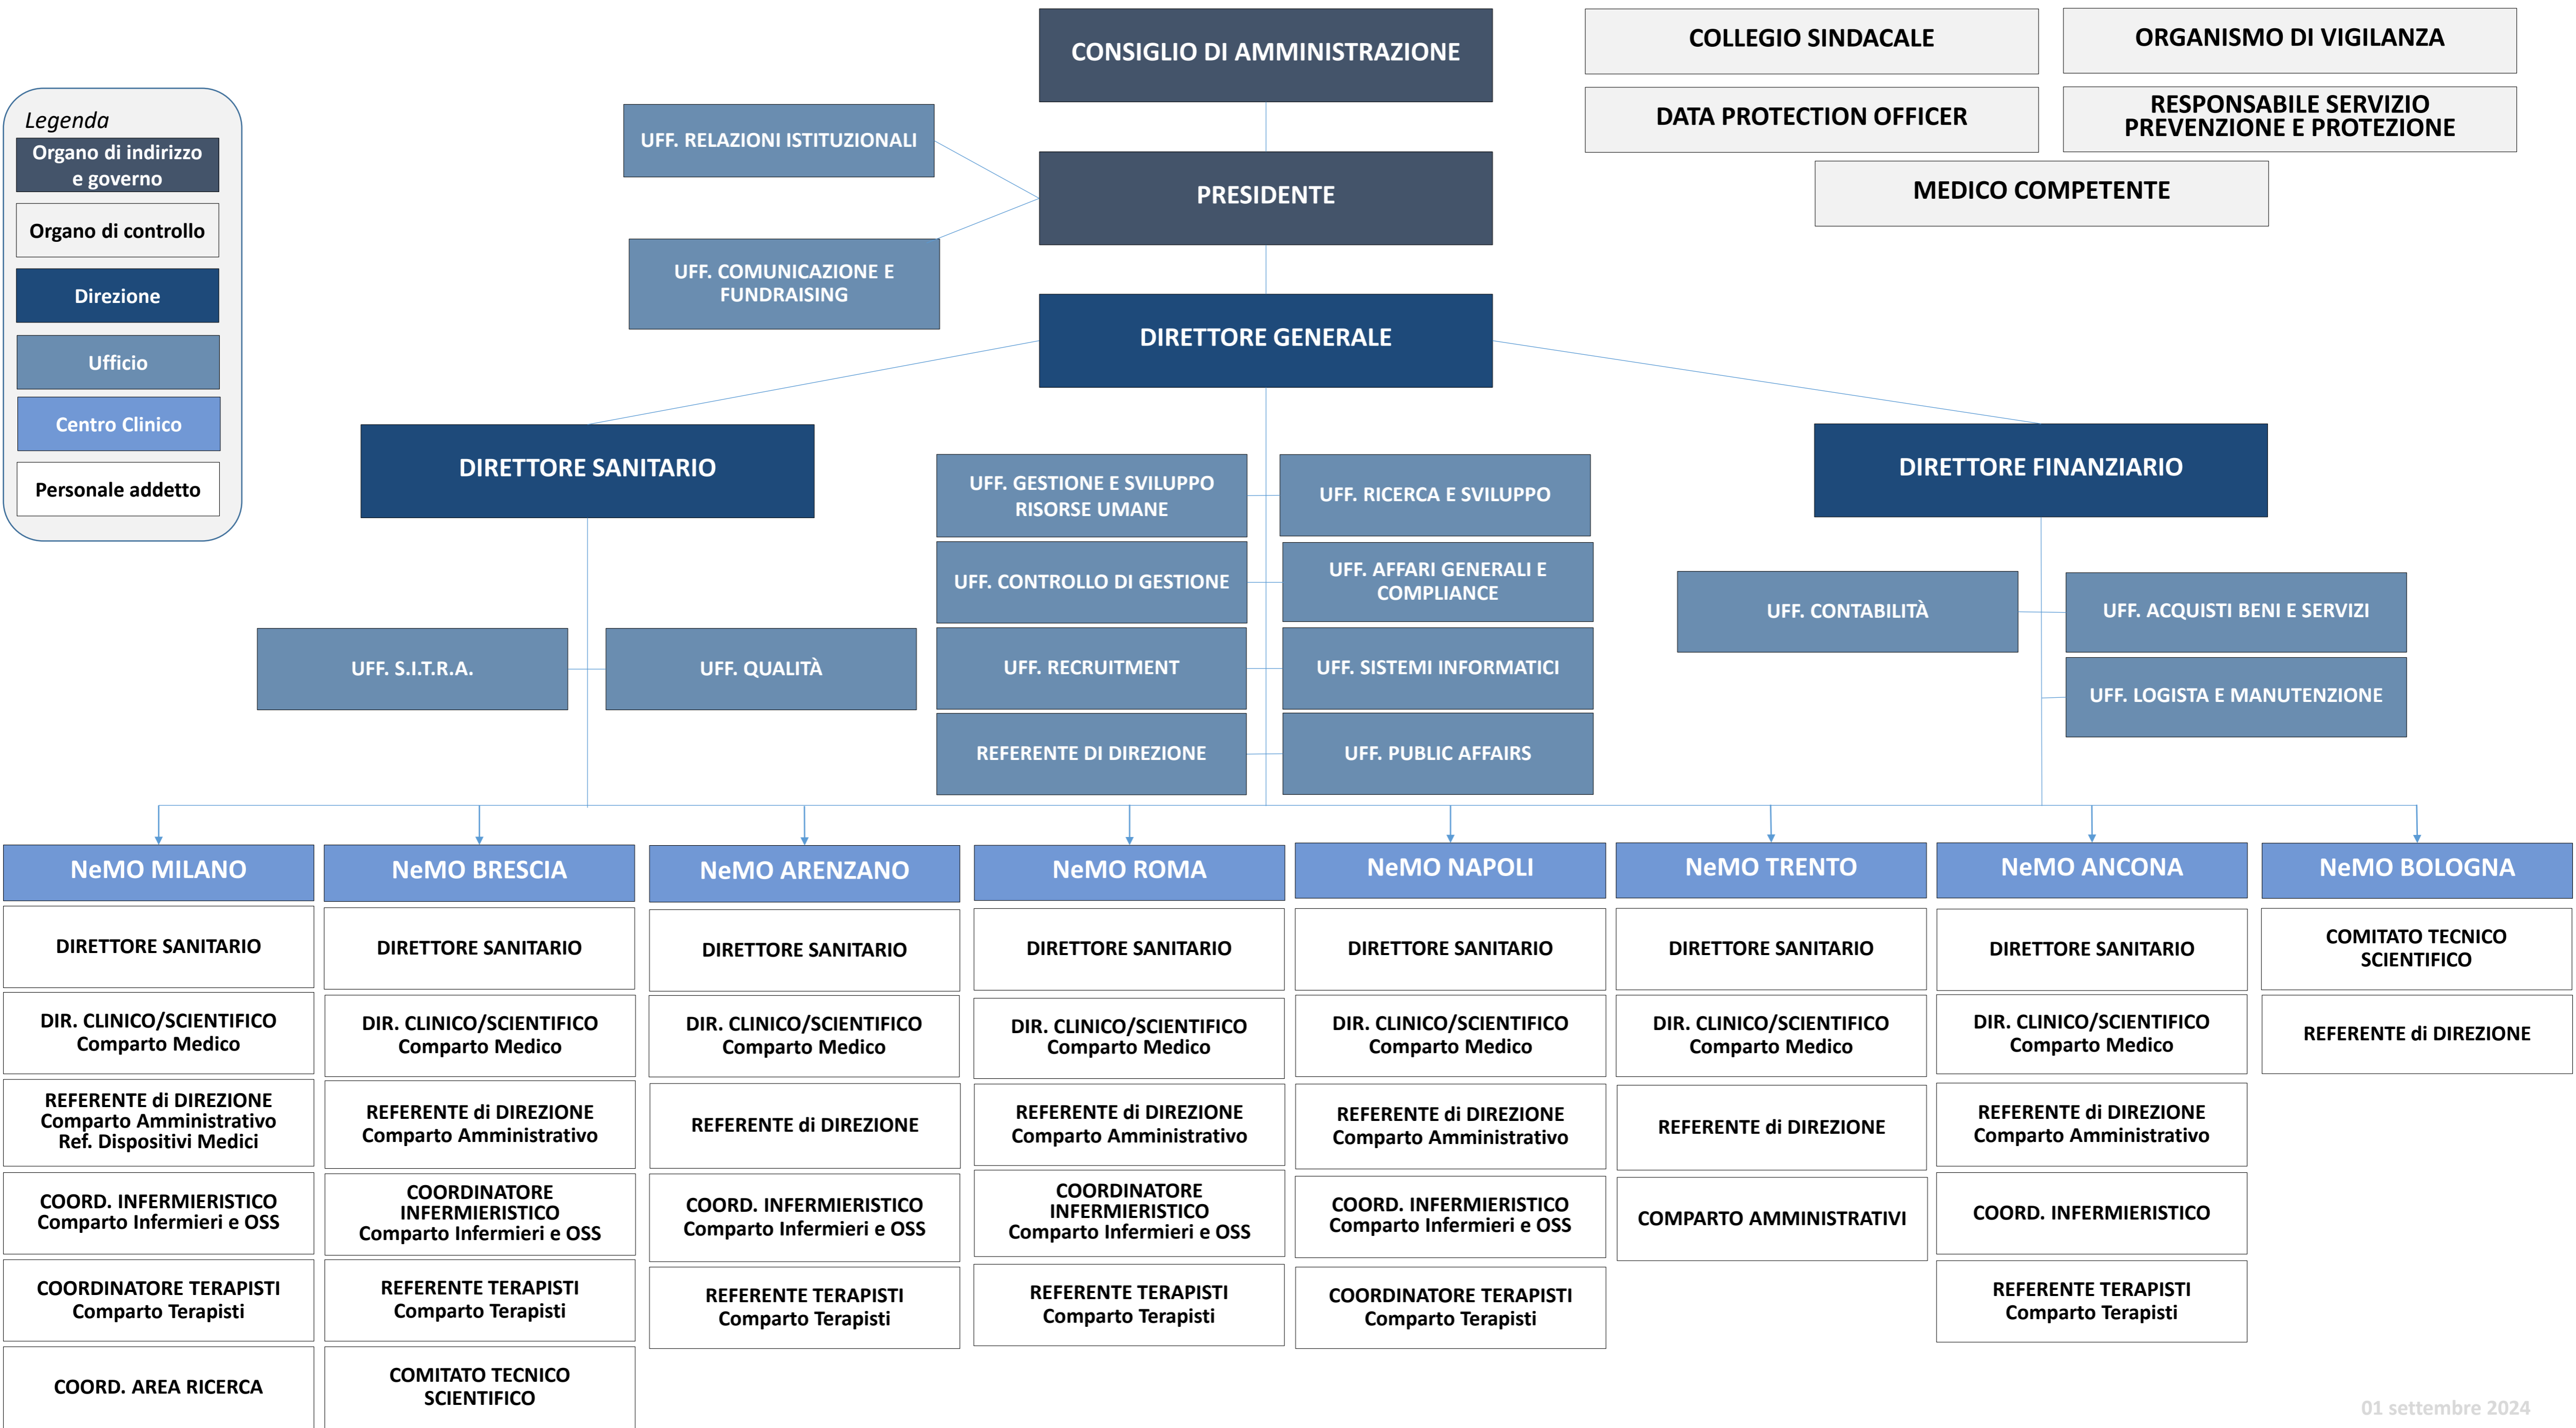 CONSIGLIO DI AMMINISTRAZIONE
COLLEGIO SINDACALE
ORGANISMO DI VIGILANZA
DATA PROTECTION OFFICER
RESPONSABILE SERVIZIO
PREVENZIONE E PROTEZIONE
MEDICO COMPETENTE
Legenda
Organo di indirizzo
e governo
Organo di controllo
Direzione
Ufficio
Centro Clinico
Personale addetto
UFF. RELAZIONI ISTITUZIONALI
PRESIDENTE
UFF. COMUNICAZIONE E
FUNDRAISING
DIRETTORE GENERALE
DIRETTORE SANITARIO
DIRETTORE FINANZIARIO
UFF. GESTIONE E SVILUPPO
RISORSE UMANE
UFF. RICERCA E SVILUPPO
UFF. CONTROLLO DI GESTIONE
UFF. AFFARI GENERALI E
COMPLIANCE
UFF. RECRUITMENT
UFF. SISTEMI INFORMATICI
REFERENTE DI DIREZIONE
UFF. PUBLIC AFFAIRS
UFF. S.I.T.R.A.
UFF. QUALITÀ
UFF. CONTABILITÀ
UFF. ACQUISTI BENI E SERVIZI
UFF. LOGISTA E MANUTENZIONE
NeMO MILANO
DIRETTORE SANITARIO
DIR. CLINICO/SCIENTIFICO
Comparto Medico
REFERENTE di DIREZIONE
Comparto Amministrativo
Ref. Dispositivi Medici
COORD. INFERMIERISTICO
Comparto Infermieri e OSS
COORDINATORE TERAPISTI
Comparto Terapisti
COORD. AREA RICERCA
NeMO BRESCIA
DIRETTORE SANITARIO
DIR. CLINICO/SCIENTIFICO
Comparto Medico
REFERENTE di DIREZIONE
Comparto Amministrativo
COORDINATORE
INFERMIERISTICO
Comparto Infermieri e OSS
REFERENTE TERAPISTI
Comparto Terapisti
COMITATO TECNICO
SCIENTIFICO
NeMO ARENZANO
DIRETTORE SANITARIO
DIR. CLINICO/SCIENTIFICO
Comparto Medico
REFERENTE di DIREZIONE
COORD. INFERMIERISTICO
Comparto Infermieri e OSS
REFERENTE TERAPISTI
Comparto Terapisti
NeMO ROMA
DIRETTORE SANITARIO
DIR. CLINICO/SCIENTIFICO
Comparto Medico
REFERENTE di DIREZIONE
Comparto Amministrativo
COORDINATORE
INFERMIERISTICO
Comparto Infermieri e OSS
REFERENTE TERAPISTI
Comparto Terapisti
NeMO NAPOLI
DIRETTORE SANITARIO
DIR. CLINICO/SCIENTIFICO
Comparto Medico
REFERENTE di DIREZIONE
Comparto Amministrativo
COORD. INFERMIERISTICO
Comparto Infermieri e OSS
COORDINATORE TERAPISTI
Comparto Terapisti
NeMO TRENTO
DIRETTORE SANITARIO
DIR. CLINICO/SCIENTIFICO
Comparto Medico
REFERENTE di DIREZIONE
COMPARTO AMMINISTRATIVI
NeMO ANCONA
DIRETTORE SANITARIO
DIR. CLINICO/SCIENTIFICO
Comparto Medico
REFERENTE di DIREZIONE
Comparto Amministrativo
COORD. INFERMIERISTICO
REFERENTE TERAPISTI
Comparto Terapisti
NeMO BOLOGNA
COMITATO TECNICO
SCIENTIFICO
REFERENTE di DIREZIONE
01 settembre 2024